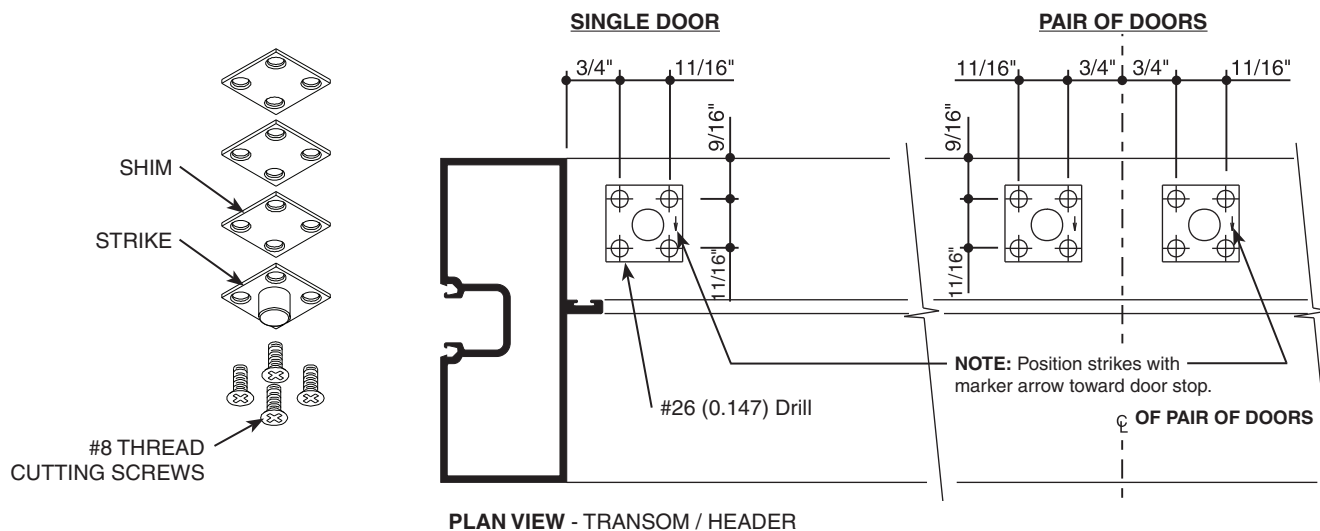 SINGLE DOOR
PAIR OF DOORS
3/4" 11/16"
11/16" 3/4" 3/4" 11/16"
9/16"
9/16"
SHIM
STRIKE
11/16"
11/16"
NOTE: Position strikes with
marker arrow toward door stop.
#26 (0.147) Drill
℄ OF PAIR OF DOORS
#8 THREAD
CUTTING SCREWS
PLAN VIEW - TRANSOM / HEADER